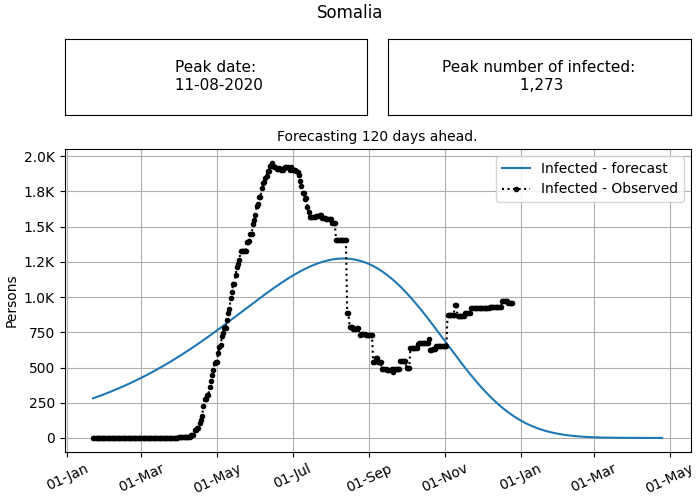 Somalia
Peak date:
11-08-2020
Peak number of infected:
1,273
Forecasting 120 days ahead.
Infected - forecast
Infected - Observed
2.0K
1.8K
1.5K
1.2K
1.0K
750
500
250
0
Persons
01-Jan
01-Mar
01-May
01-Jul
01-Sep
01-Nov
01-Jan
01-Mar
01-May